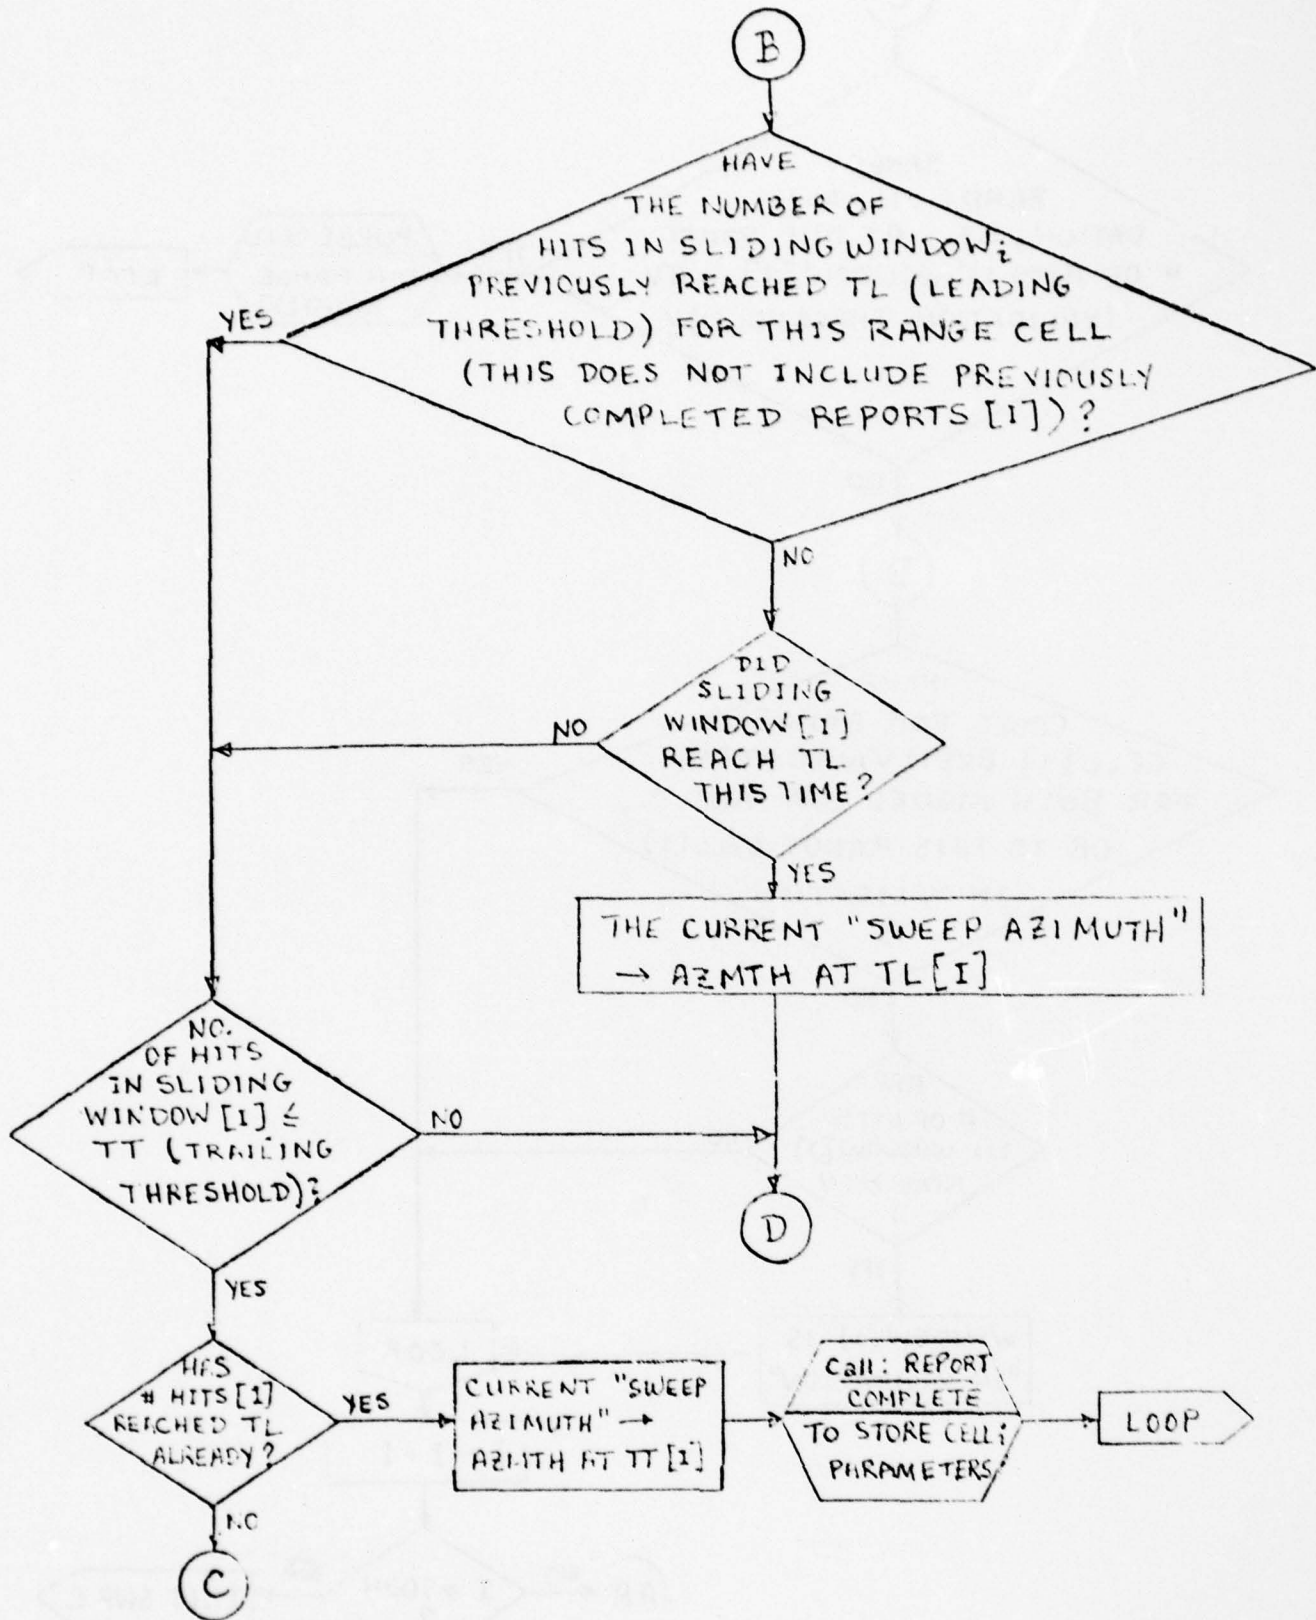 B
HAVE
THE NUMBER OF
HITS IN SLIDING WINDOWi
PREVIOUSLY REACHED TL (LEADING
THRESHOLD) FOR THIS RANGE CELL
(THIS DOES NOT INCLUDE PREVIOUSLY
COMPLETED REPORTS [I])?
YES
NO
DID
SLIDING
WINDOW [I]
REACH TL
THIS TIME?
NO
YES
THE CURRENT "SWEEP AZIMUTH"
→ AZMTH AT TL [I]
NO.
OF HITS
IN SLIDING
WINDOW [I] ≤
TT (TRAILING
THRESHOLD)?
NO
D
YES
HAS
# HITS [I]
REACHED TL
ALREADY?
YES
CURRENT "SWEEP
AZIMUTH" →
AZMTH AT TT [I]
Call: REPORT
COMPLETE
TO STORE CELLi
PARAMETERS
LOOP
NO
C